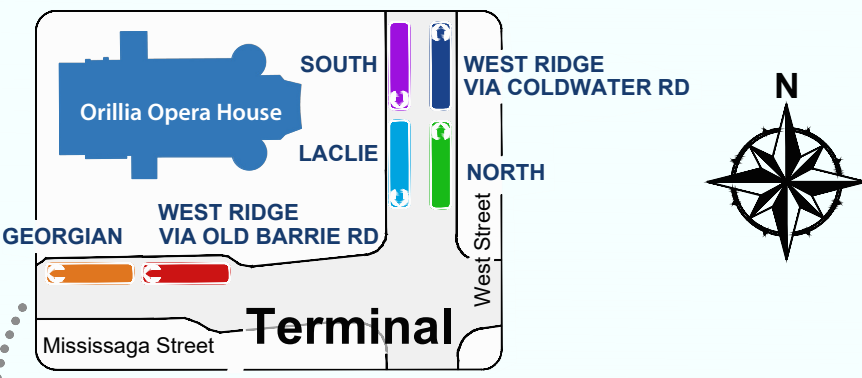 SOUTH
WEST RIDGE
VIA COLDWATER RD
N
Orillia Opera House
LACLIE
NORTH
WEST RIDGE
VIA OLD BARRIE RD
GEORGIAN
West Street
Terminal
Mississaga Street